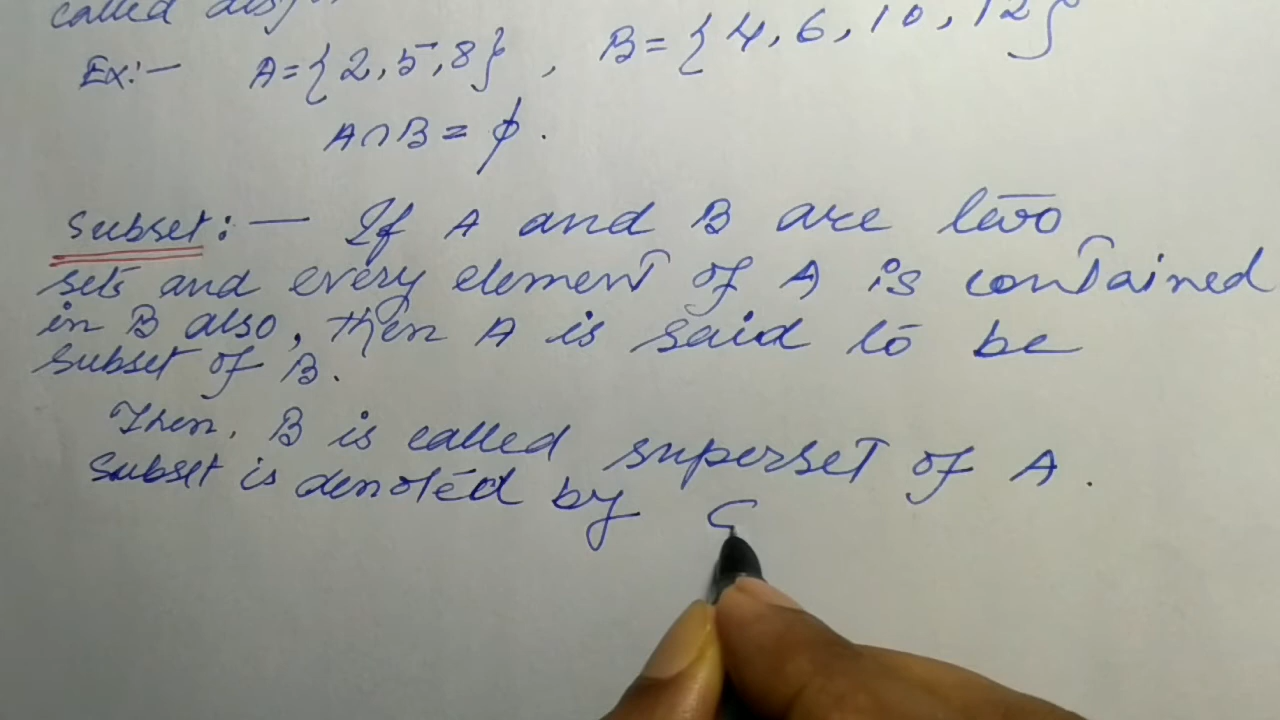 called
Ex:— A = {2, 5, 8} , B = {4, 6, 10, 12}
A∩B = ϕ.
Subset:— If A and B are two
sets and every element of A is contained
in B also, then A is said to be
subset of B.
Then, B is called superset of A.
Subset is denoted by ⊂